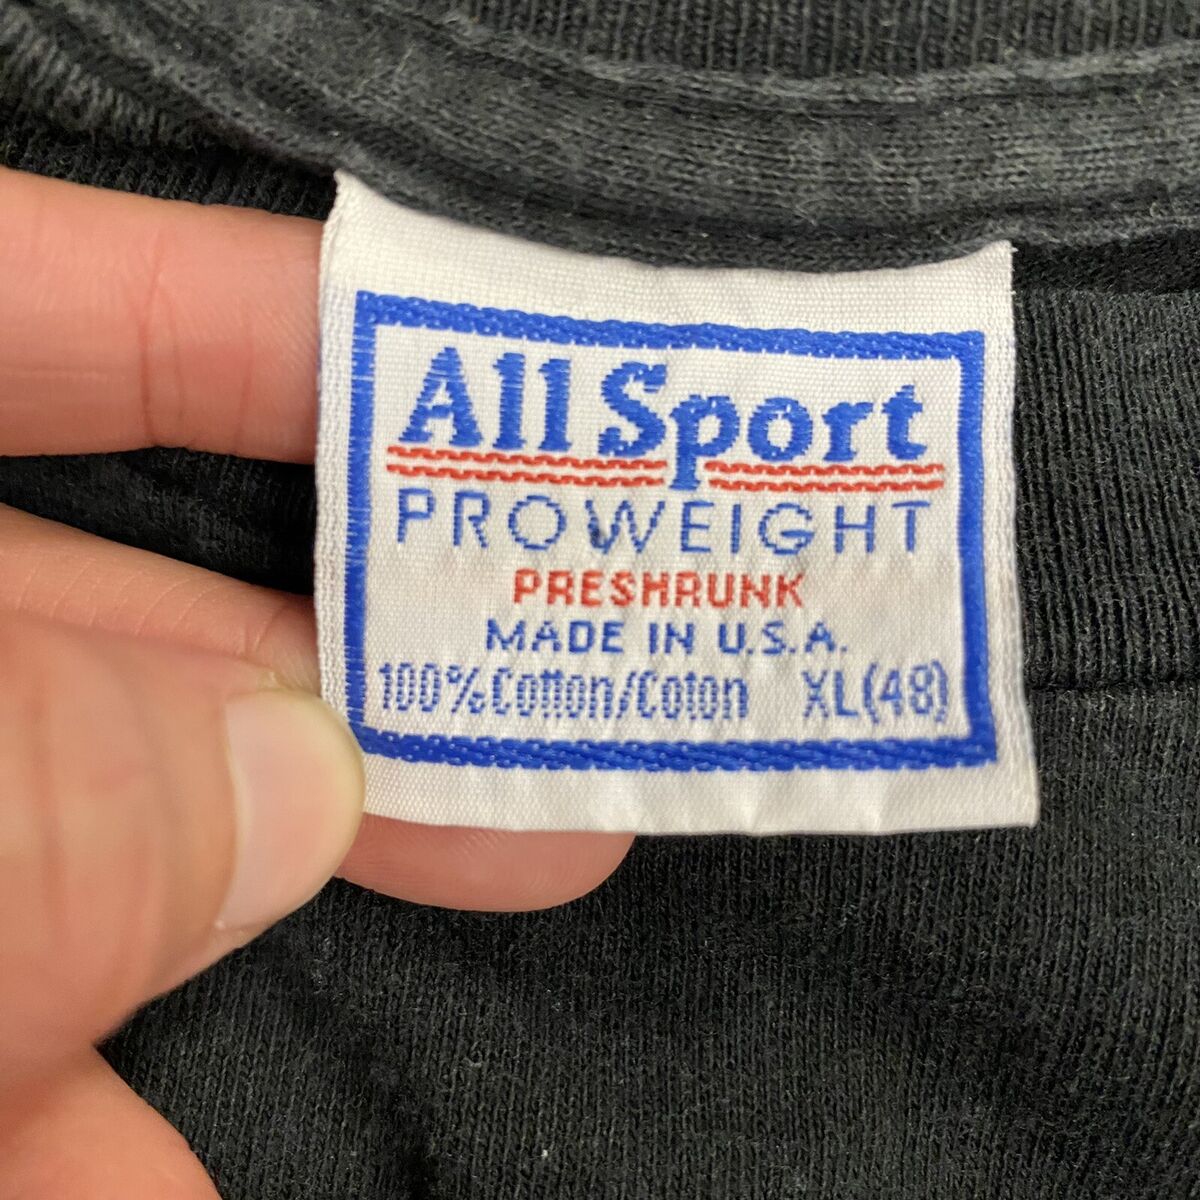 All Sport
PROWEIGHT
PRESHRUNK
MADE IN U.S.A.
100% Cotton/Coton XL(48)